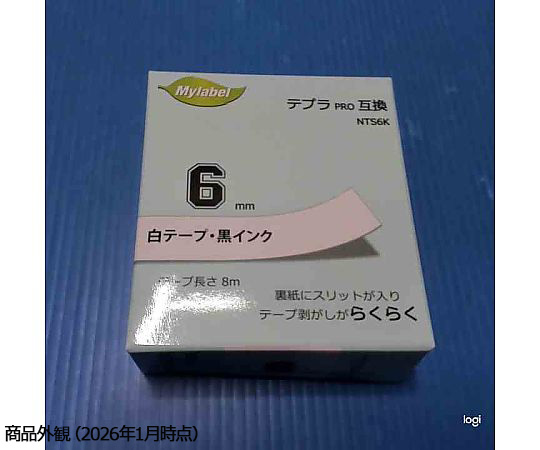 Mylabel
テプラ PRO 互換
NTS6K
6 mm
白テープ・黒インク
テープ長さ 8m
裏紙にスリットが入り
テープ剥がしがらくらく
logi
商品外観 (2026年1月時点)